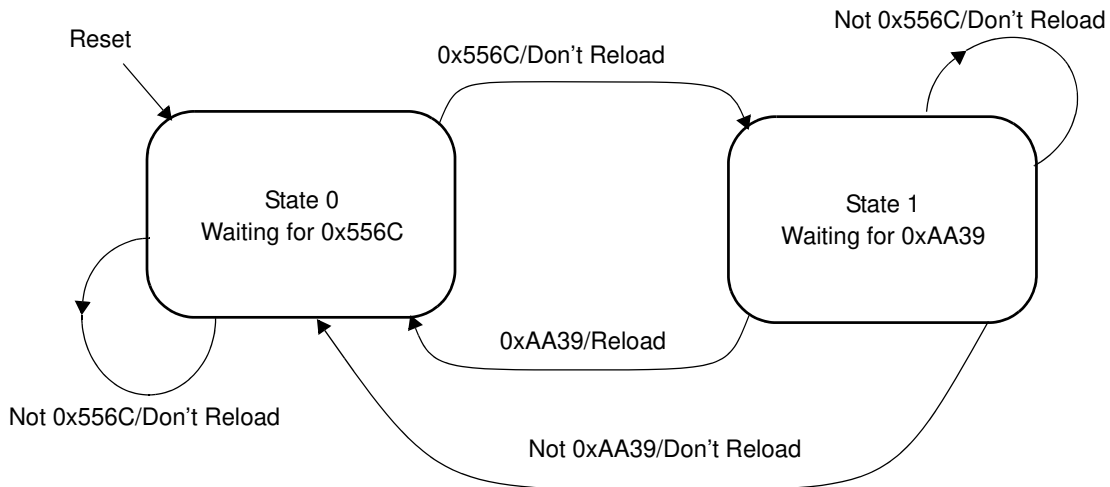 Not 0x556C/Don't Reload
Reset
0x556C/Don't Reload
State 0
Waiting for 0x556C
State 1
Waiting for 0xAA39
0xAA39/Reload
Not 0x556C/Don't Reload
Not 0xAA39/Don't Reload